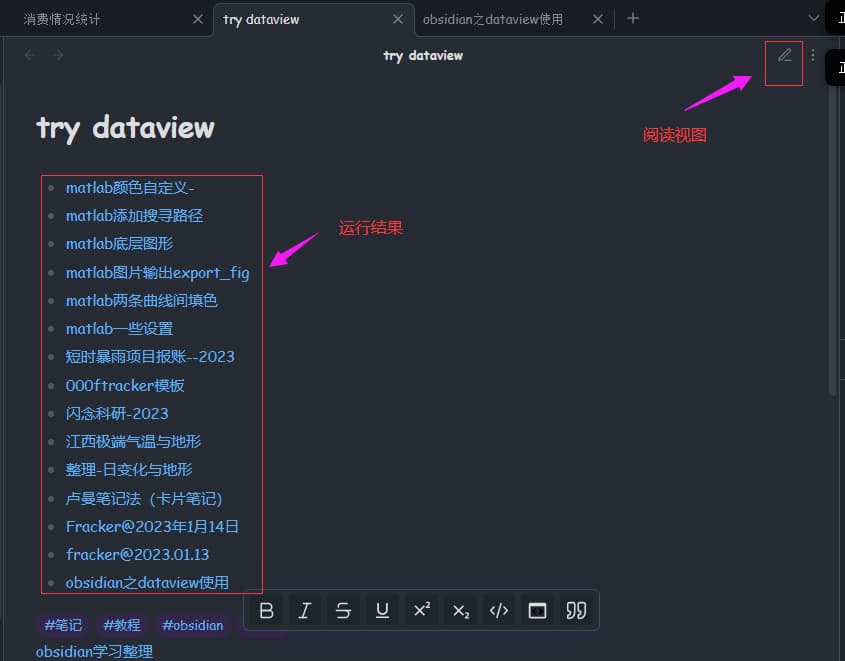 消费情况统计
try dataview
obsidian之dataview使用
try dataview
阅读视图
try dataview
matlab颜色自定义-
matlab添加搜寻路径
运行结果
matlab底层图形
matlab图片输出export_fig
matlab两条曲线间填色
matlab一些设置
短时暴雨项目报账--2023
000ftracker模板
闪念科研-2023
江西极端气温与地形
整理-日变化与地形
卢曼笔记法（卡片笔记）
Fracker@2023年1月14日
fracker@2023.01.13
obsidian之dataview使用
B I S U X² X₂ </>
#笔记 #教程 #obsidian
obsidian学习整理